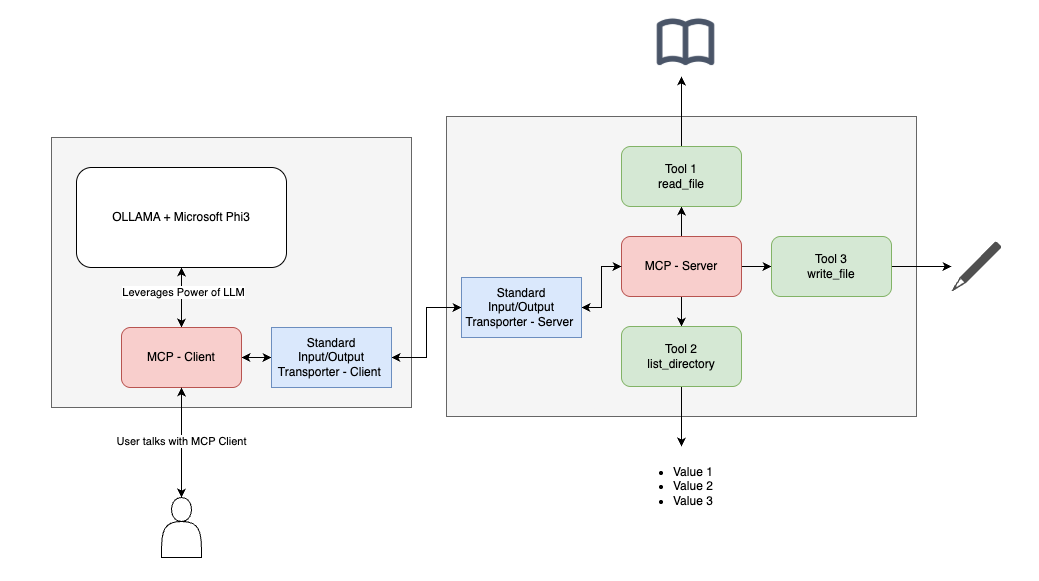 OLLAMA + Microsoft Phi3
Leverages Power of LLM
MCP - Client
Standard
Input/Output
Transporter - Client
User talks with MCP Client
Standard
Input/Output
Transporter - Server
Tool 1
read_file
MCP - Server
Tool 3
write_file
Tool 2
list_directory
• Value 1
• Value 2
• Value 3